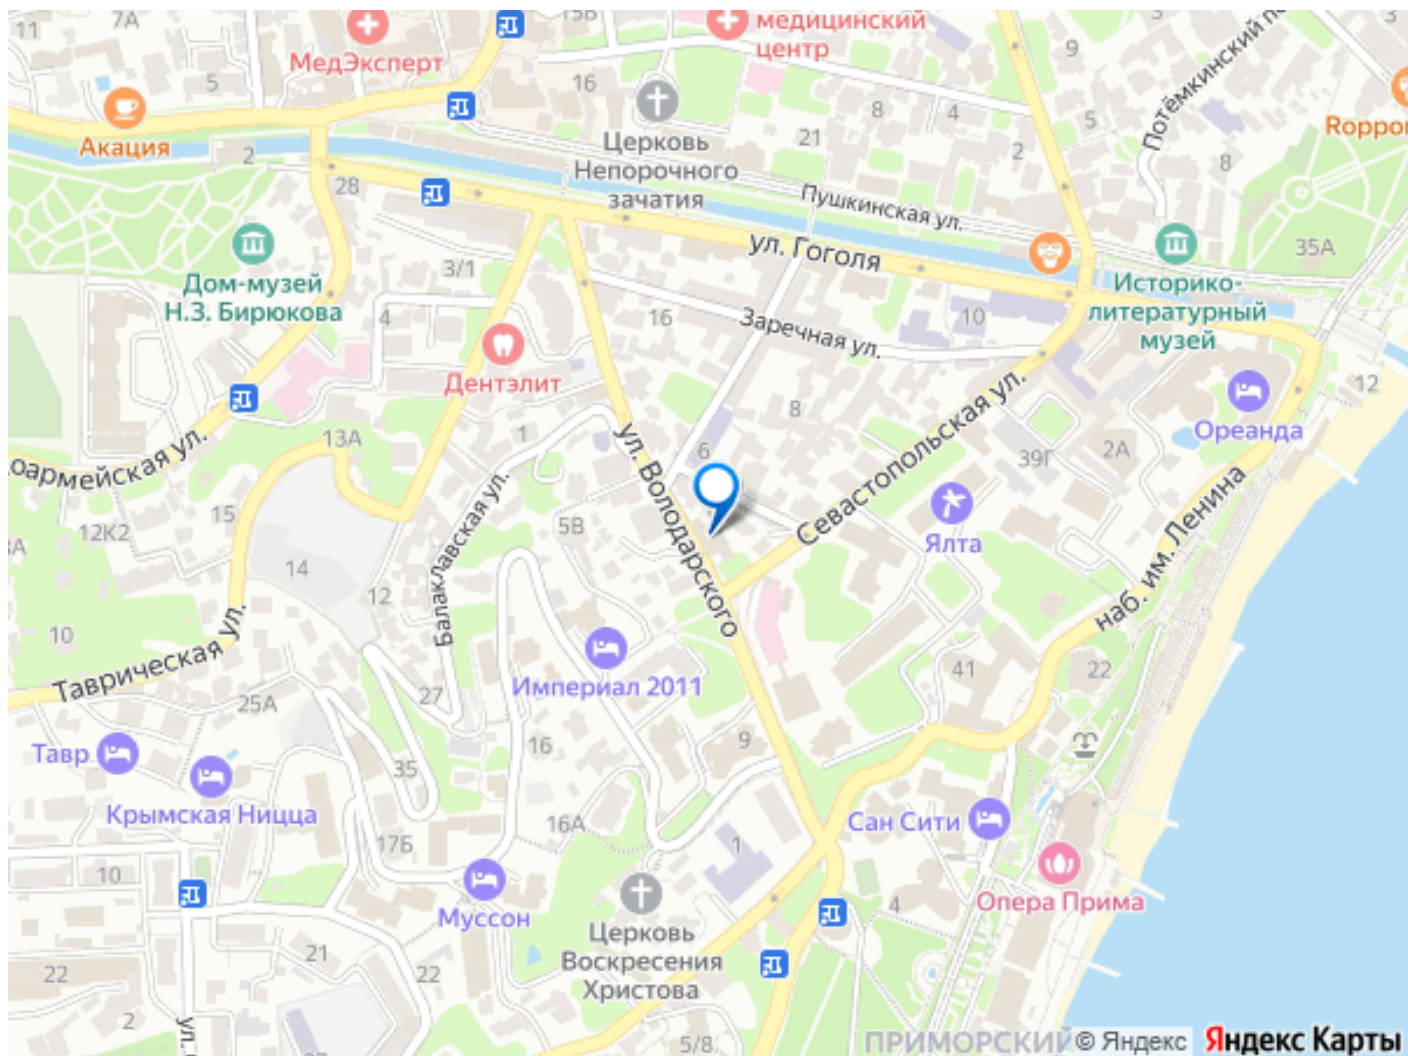 11
7А
15В
МедЭксперт
медицинский
центр
9
3
3
Потёмкинский
5
16
8
4
5
Акация
21
2
8
Церковь
Непорочного
зачатия
2
28
Пушкинская ул.
ул. Гоголя
35А
Дом-музей
Н.З. Бирюкова
3/1
4
16
Заречная ул.
10
Историко-
литературный
музей
Дентэлит
12
Ореанда
8
1
13А
6
ул. Володарского
Севастопольская ул.
39Г
2А
наб. им. Ленина
12К2
15
5В
Балаклавская ул.
Ялта
14
12
10
Таврическая ул.
25А
27
Империал 2011
41
22
Тавр
16
9
35
Крымская Ницца
17Б
16А
1
Сан Сити
10
Муссон
Опера Прима
4
Церковь
Воскресения
Христова
21
22
22
2
5/8
ул.
ПРИМОРСКИЙ
© Яндекс
Яндекс Карты